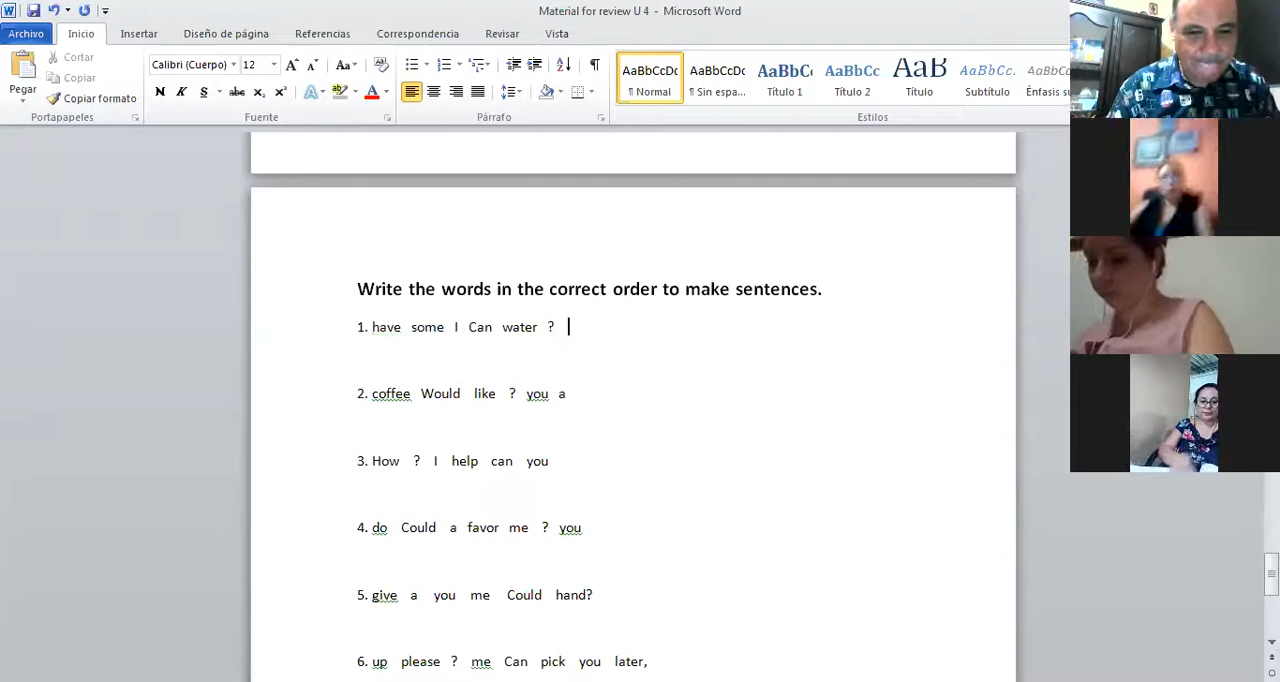 Material for review U 4 - Microsoft Word
Archivo Inicio Insertar Diseño de página Referencias Correspondencia Revisar Vista
Pegar
Cortar
Copiar
Copiar formato
Portapapeles
Calibri (Cuerpo) 12
Fuente
Párrafo
AaBbCcDc AaBbCcDc AaBbC AaBbCc AaB AaBbCc AaBbCc
¶ Normal ¶ Sin espa... Título 1 Título 2 Título Subtítulo Énfasis su
Estilos
Write the words in the correct order to make sentences.
1. have some I Can water ?
2. coffee Would like ? you a
3. How ? I help can you
4. do Could a favor me ? you
5. give a you me Could hand?
6. up please ? me Can pick you later,